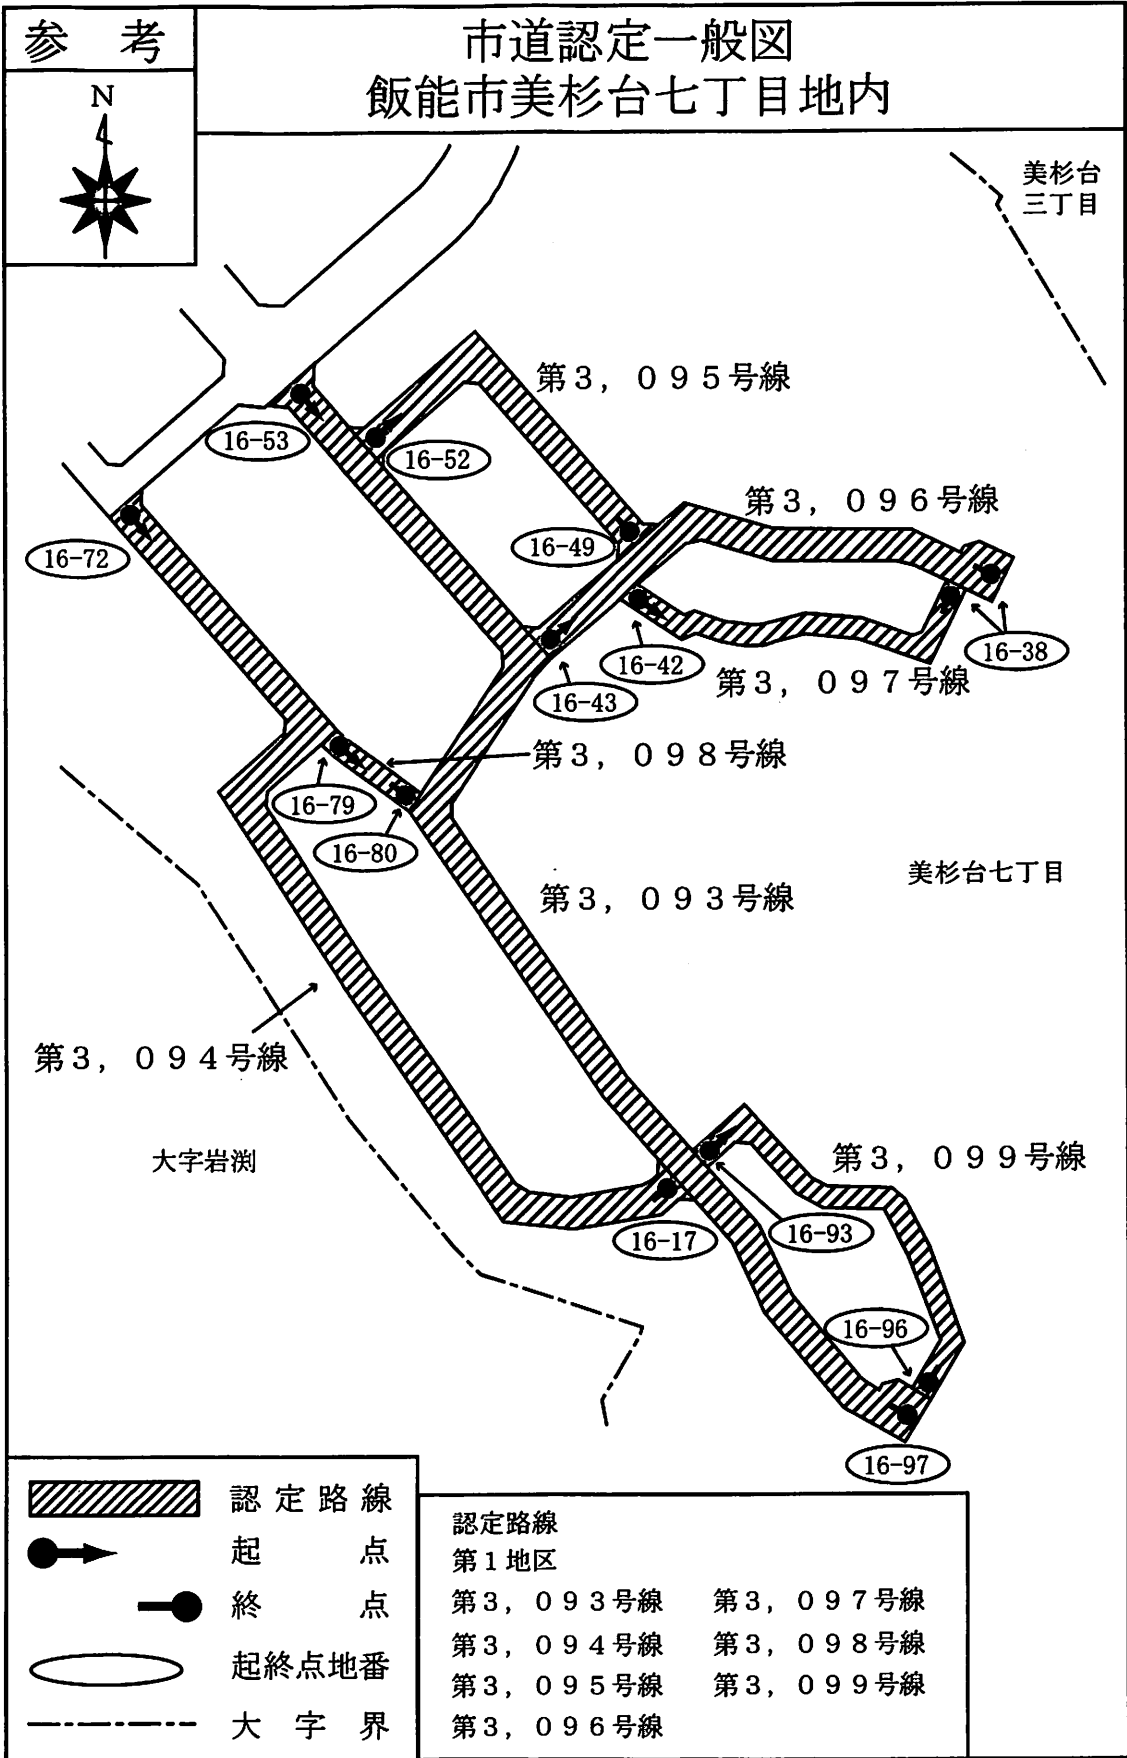 参　考
市道認定一般図
飯能市美杉台七丁目地内
N
美杉台
三丁目
第３，０９５号線
16-53
16-52
第３，０９６号線
16-49
16-72
16-38
16-42
第３，０９７号線
16-43
第３，０９８号線
16-79
16-80
美杉台七丁目
第３，０９３号線
第３，０９４号線
大字岩渕
第３，０９９号線
16-93
16-17
16-96
16-97
認定路線
起　点
終　点
起終点地番
大字界
認定路線
第１地区
第３，０９３号線　第３，０９７号線
第３，０９４号線　第３，０９８号線
第３，０９５号線　第３，０９９号線
第３，０９６号線